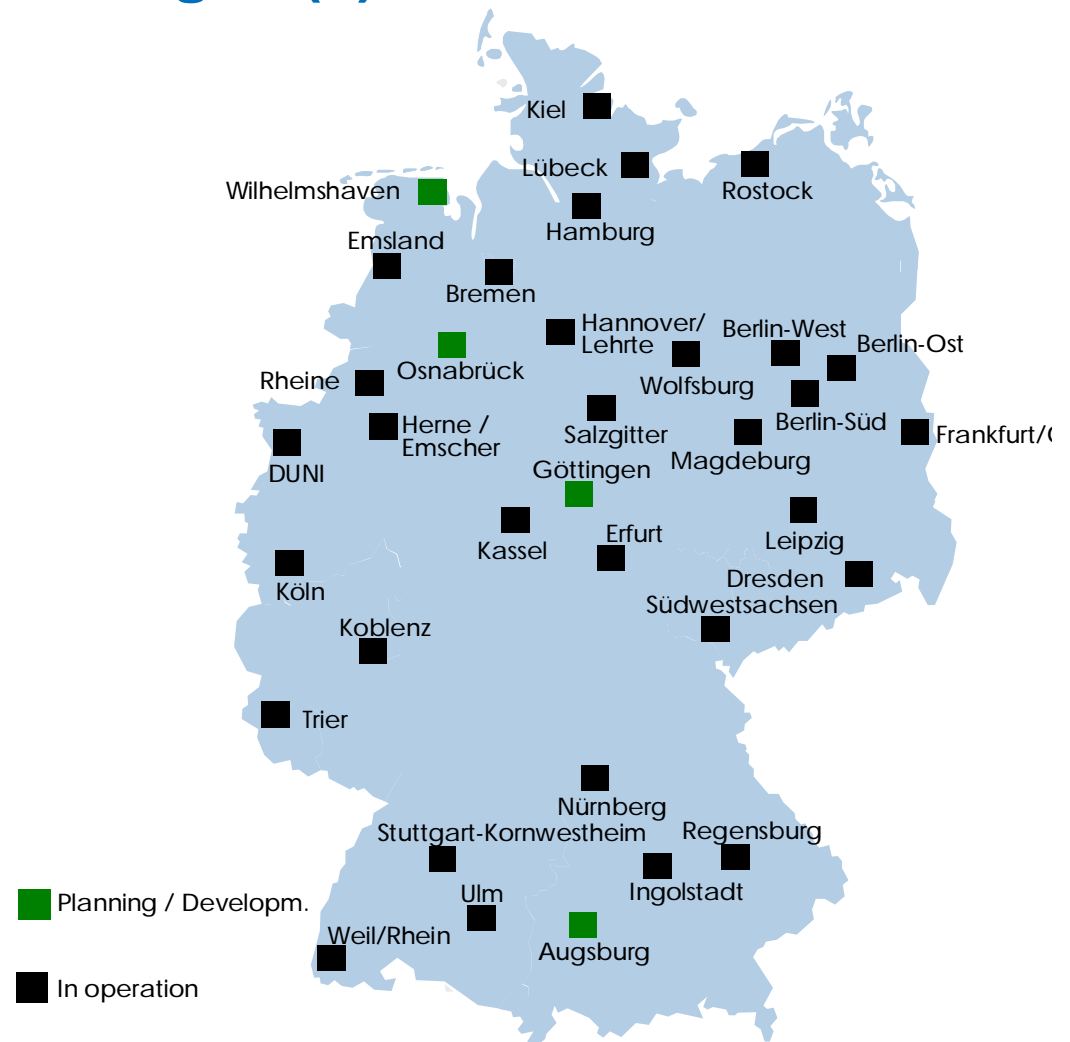 Kiel
Lübeck
Rostock
Wilhelmshaven
Hamburg
Emsland
Bremen
Hannover/
Lehrte
Berlin-West
Berlin-Ost
Osnabrück
Rheine
Wolfsburg
Herne /
Emscher
Salzgitter
Berlin-Süd
Frankfurt/
DUNI
Göttingen
Magdeburg
Kassel
Erfurt
Leipzig
Köln
Dresden
Südwestsachsen
Koblenz
Trier
Nürnberg
Stuttgart-Kornwestheim
Regensburg
Ulm
Ingolstadt
Planning / Developm.
Weil/Rhein
Augsburg
In operation